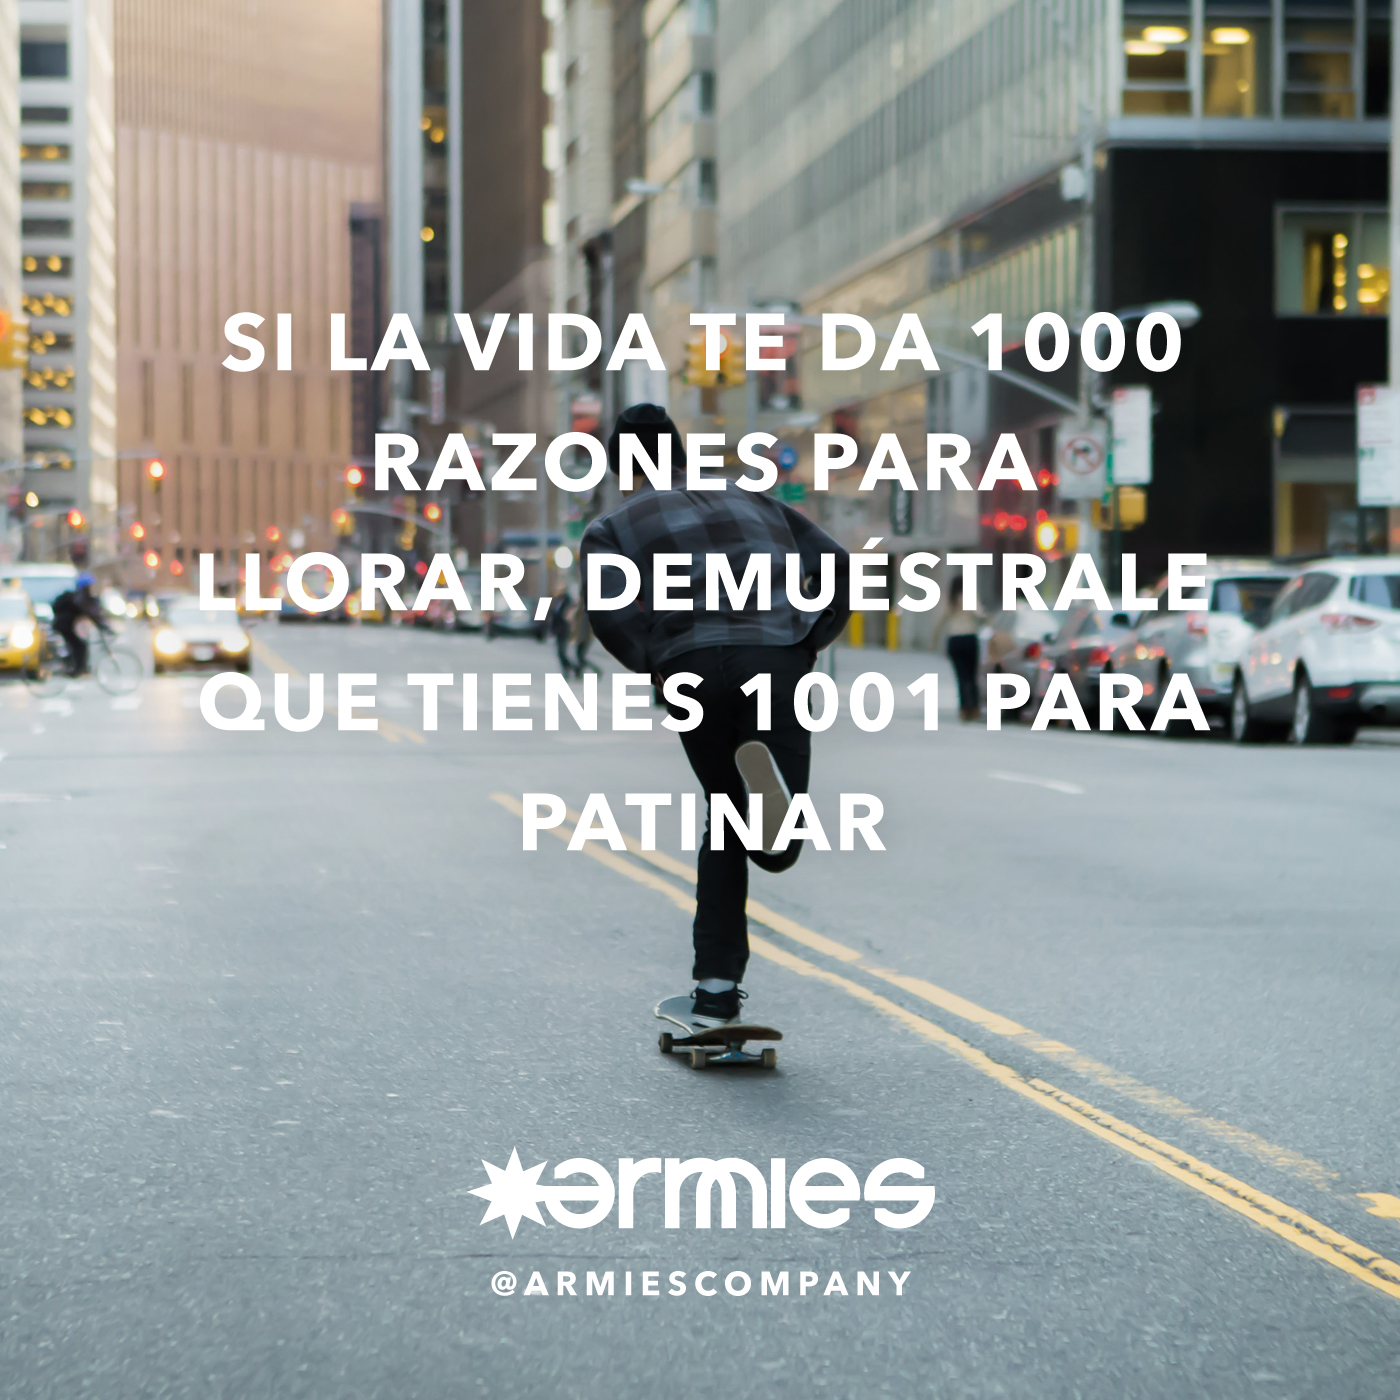 SI LA VIDA TE DA 1000
RAZONES PARA
LLORAR, DEMUÉSTRALE
QUE TIENES 1001 PARA
PATINAR
armies
@ARMIESCOMPANY